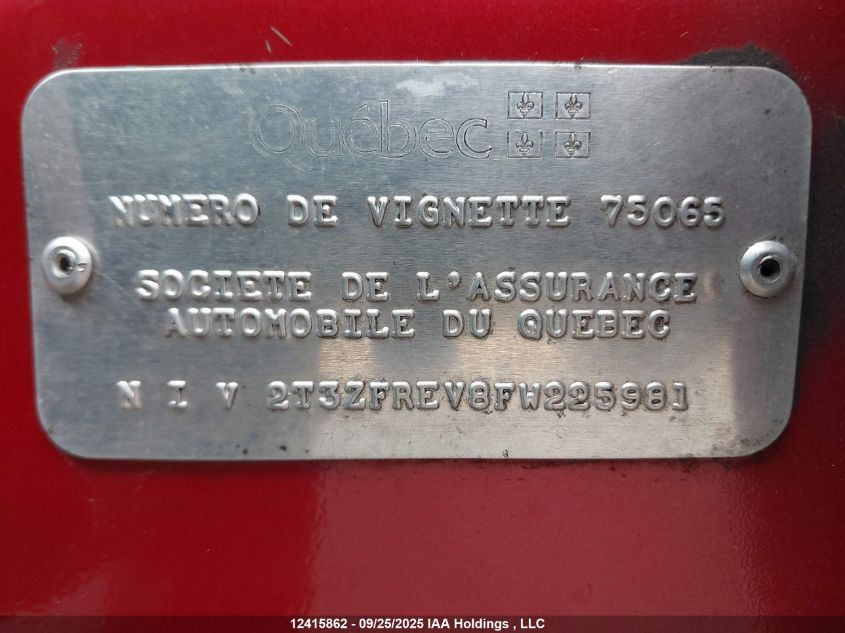 Québec
NUMERO DE VIGNETTE 75065
SOCIETE DE L'ASSURANCE
AUTOMOBILE DU QUEBEC
N I V 2T3ZFREV8FW225981
12415862 - 09/25/2025 IAA Holdings , LLC